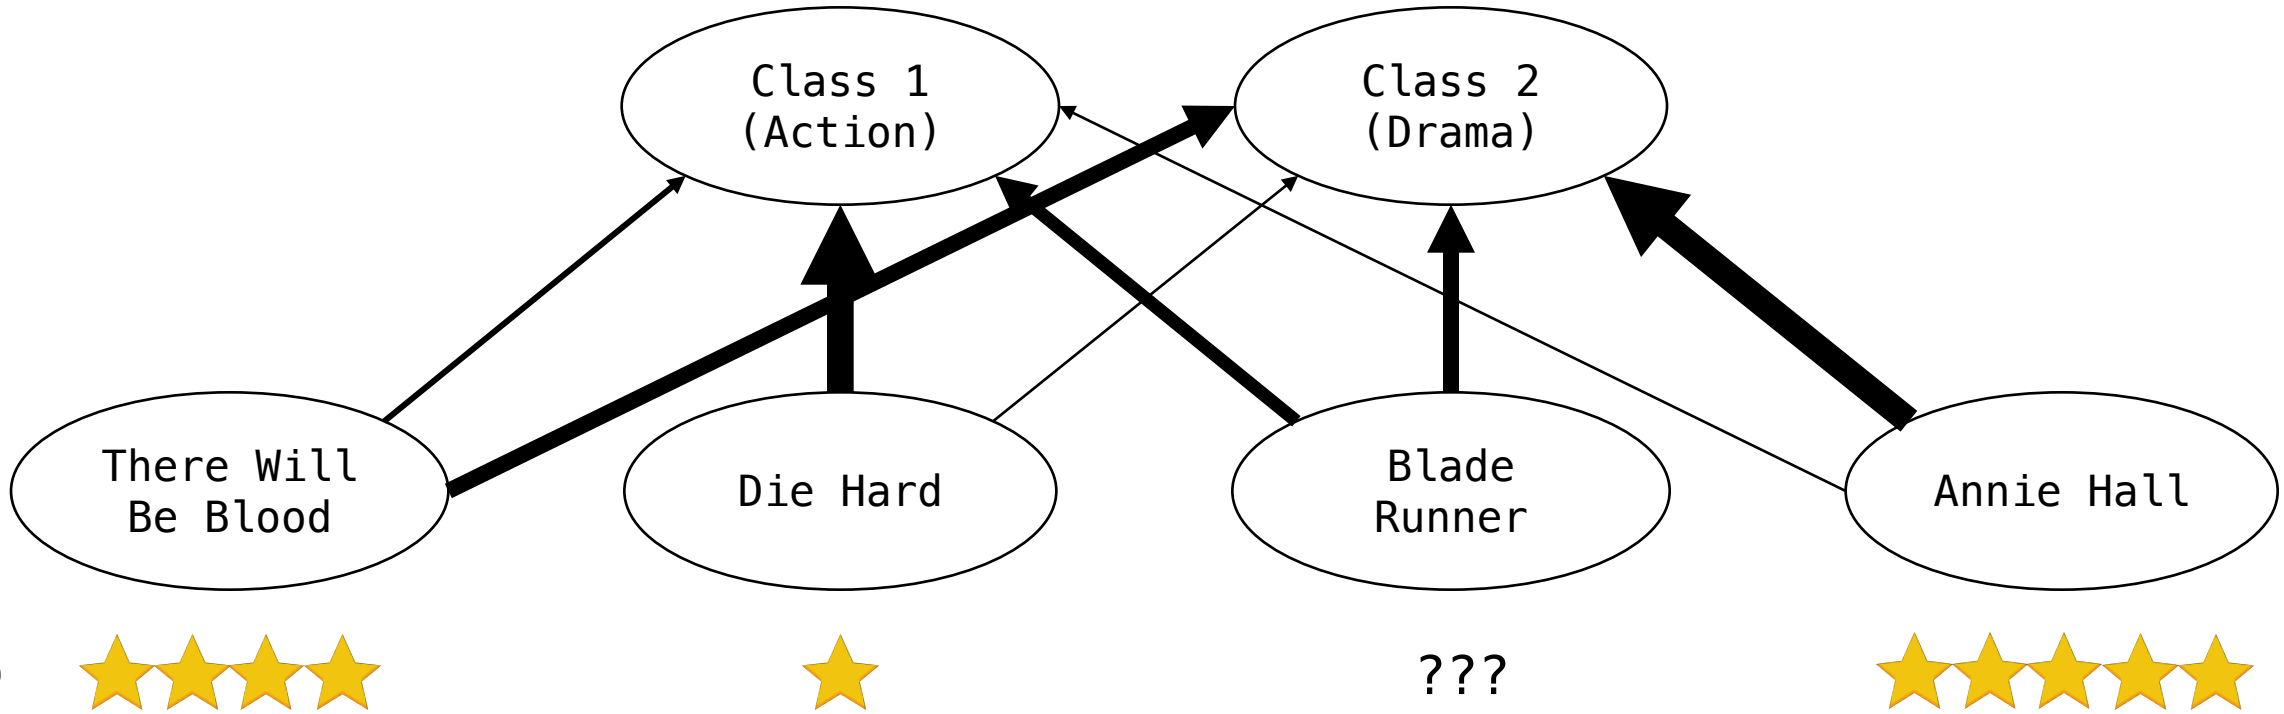 Class 1
(Action)
Class 2
(Drama)
There Will
Be Blood
Die Hard
Blade
Runner
Annie Hall
???